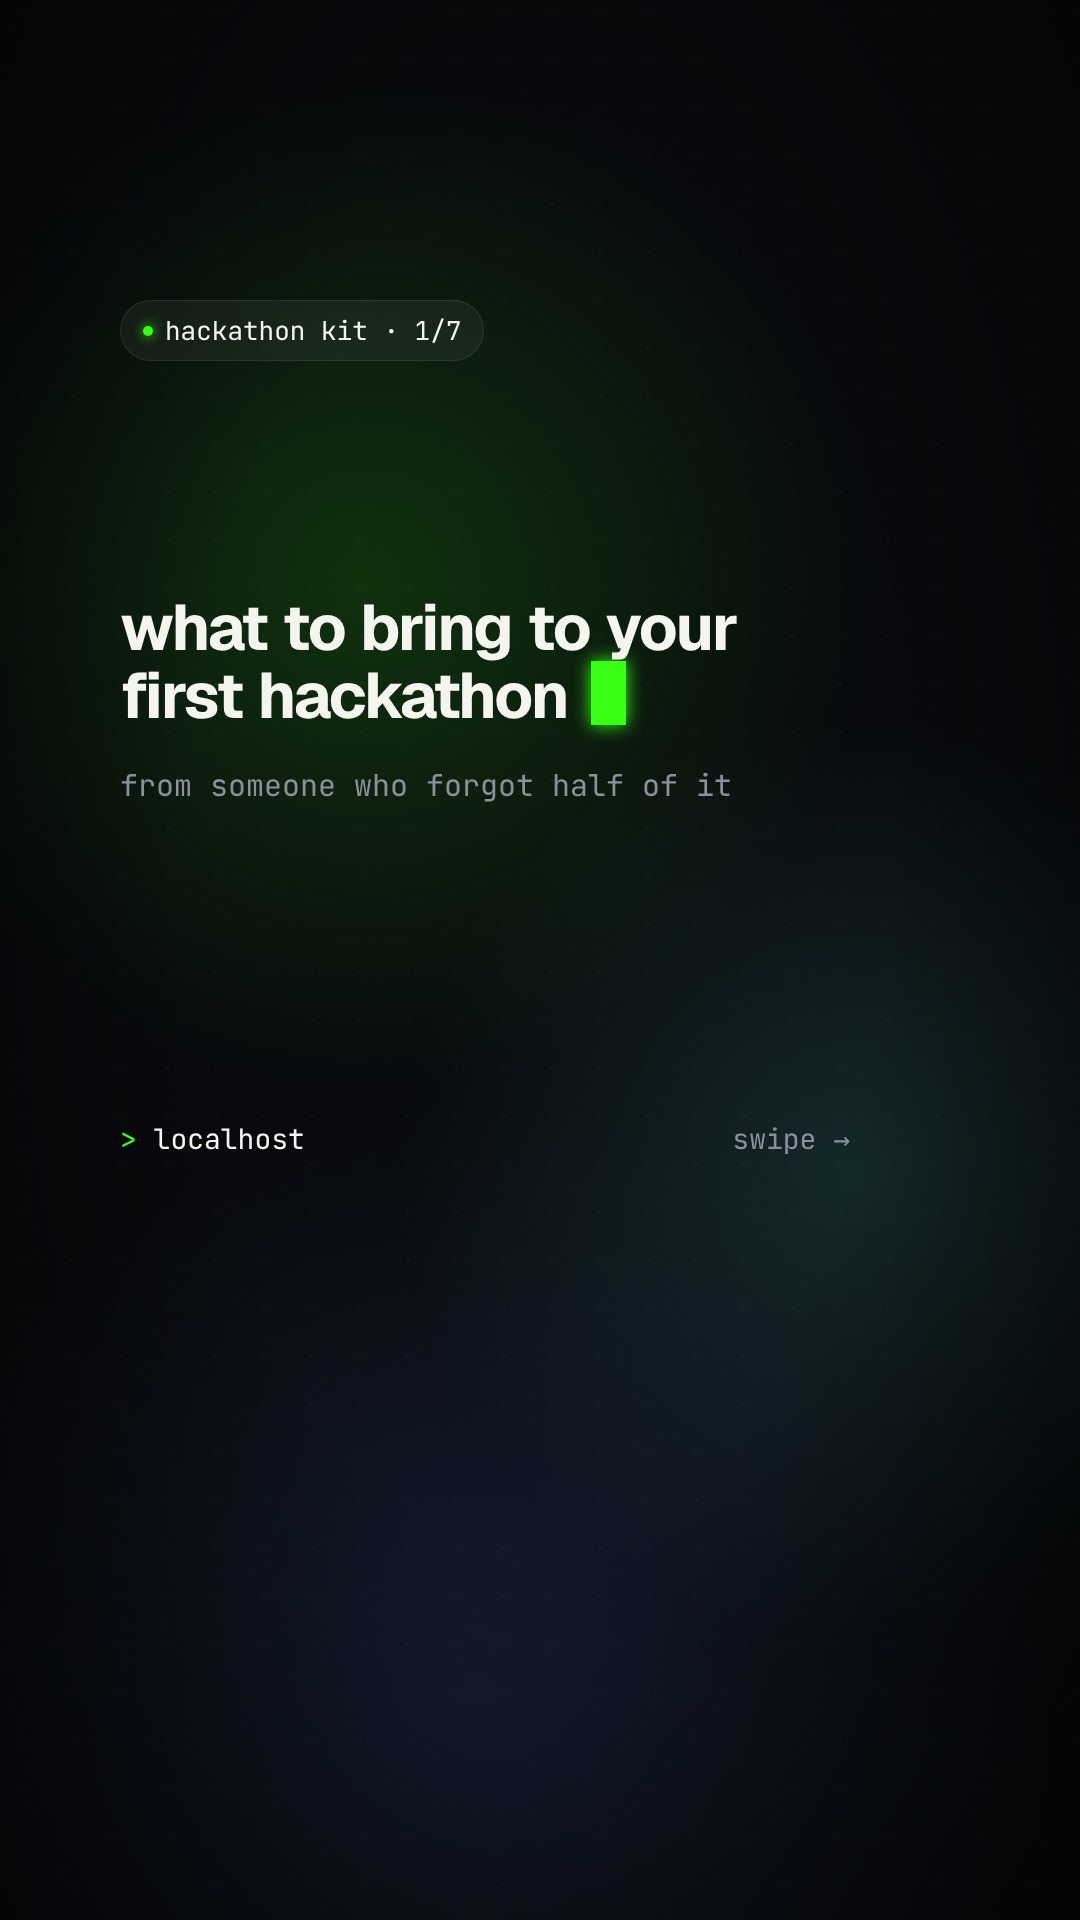 hackathon kit · 1/7
what to bring to your
first hackathon
from someone who forgot half of it
> localhost
swipe →